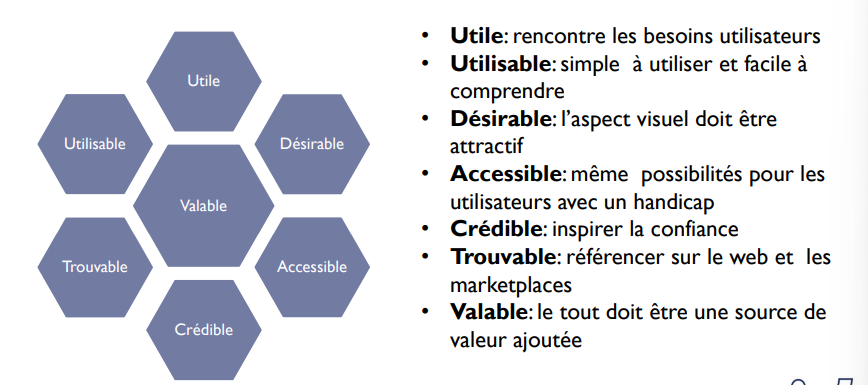 Utile
Utilisable
Désirable
Valable
Trouvable
Accessible
Crédible
• Utile: rencontre les besoins utilisateurs
• Utilisable: simple à utiliser et facile à
comprendre
• Désirable: l’aspect visuel doit être
attractif
• Accessible: même possibilités pour les
utilisateurs avec un handicap
• Crédible: inspirer la confiance
• Trouvable: référencer sur le web et les
marketplaces
• Valable: le tout doit être une source de
valeur ajoutée